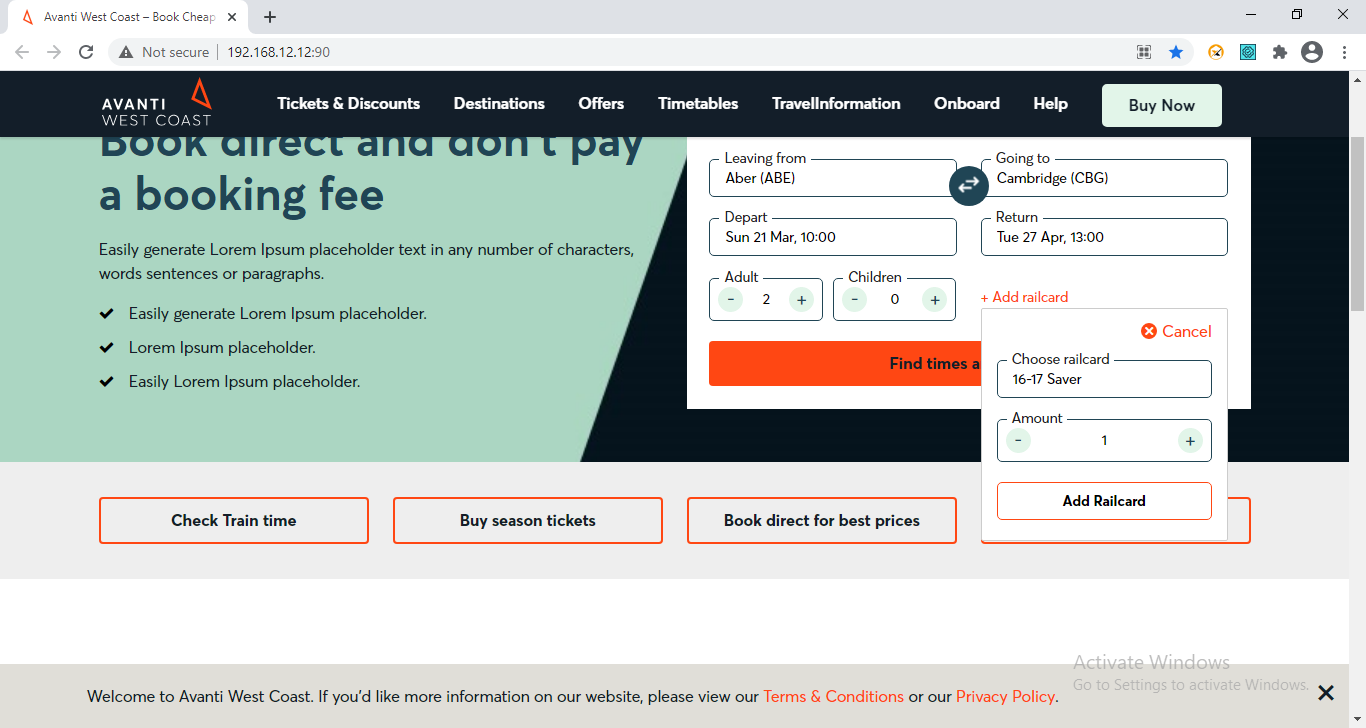 Avanti West Coast – Book Cheap
Not secure
192.168.12.12:90
AVANTI
WEST COAST
Tickets & Discounts
Destinations
Offers
Timetables
TravelInformation
Onboard
Help
Buy Now
Book direct and don't pay
a booking fee
Easily generate Lorem Ipsum placeholder text in any number of characters,
words sentences or paragraphs.
Easily generate Lorem Ipsum placeholder.
Lorem Ipsum placeholder.
Easily Lorem Ipsum placeholder.
Leaving from
Aber (ABE)
Going to
Cambridge (CBG)
Depart
Sun 21 Mar, 10:00
Return
Tue 27 Apr, 13:00
Adult
- 2 +
Children
- 0 +
+ Add railcard
Find times a
Cancel
Choose railcard
16-17 Saver
Amount
- 1 +
Add Railcard
Check Train time
Buy season tickets
Book direct for best prices
Activate Windows
Go to Settings to activate Windows.
Welcome to Avanti West Coast. If you'd like more information on our website, please view our Terms & Conditions or our Privacy Policy.